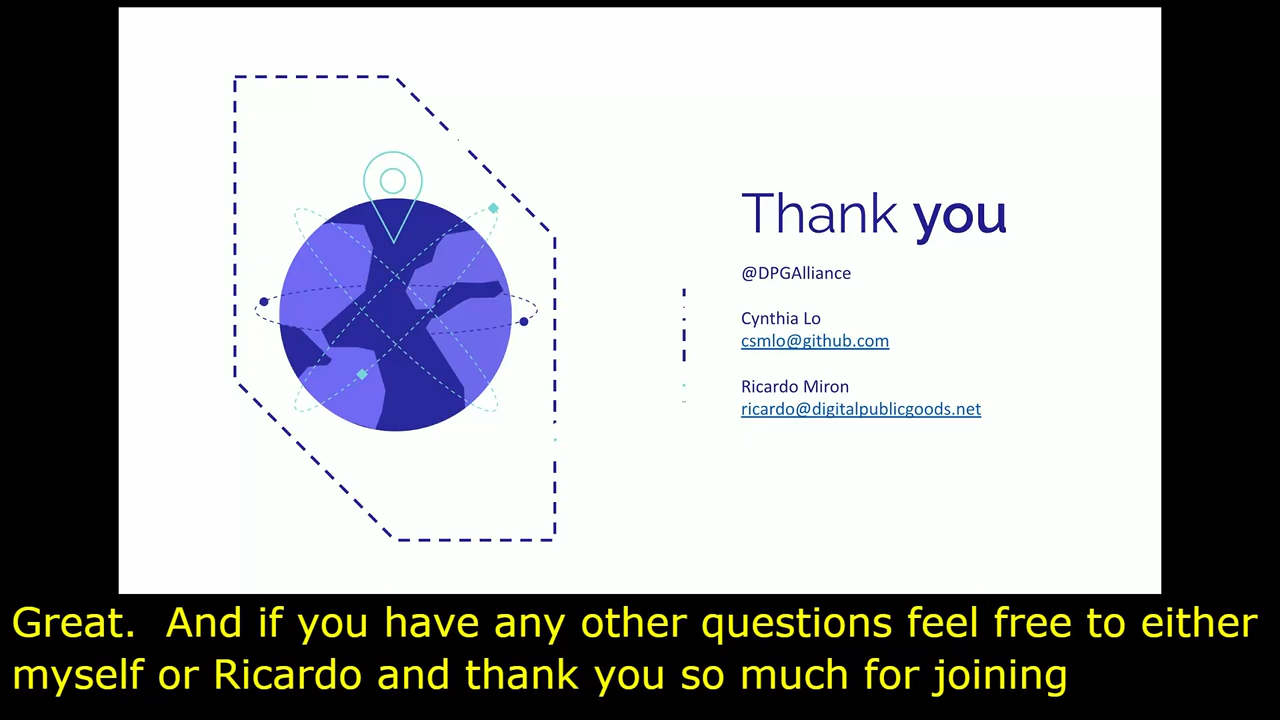 Thank you
@DPGAlliance
Cynthia Lo
csmlo@github.com
Ricardo Miron
ricardo@digitalpublicgoods.net
Great.  And if you have any other questions feel free to either
myself or Ricardo and thank you so much for joining